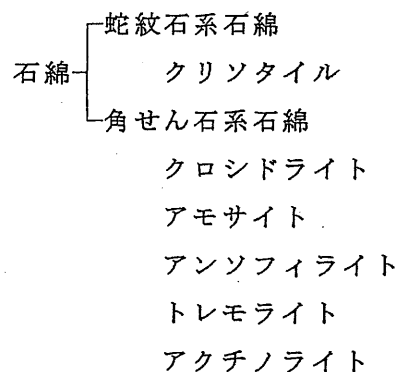 蛇紋石系石綿
石綿
クリソタイル
角せん石系石綿
クロシドライト
アモサイト
アンソフィライト
トレモライト
アクチノライト